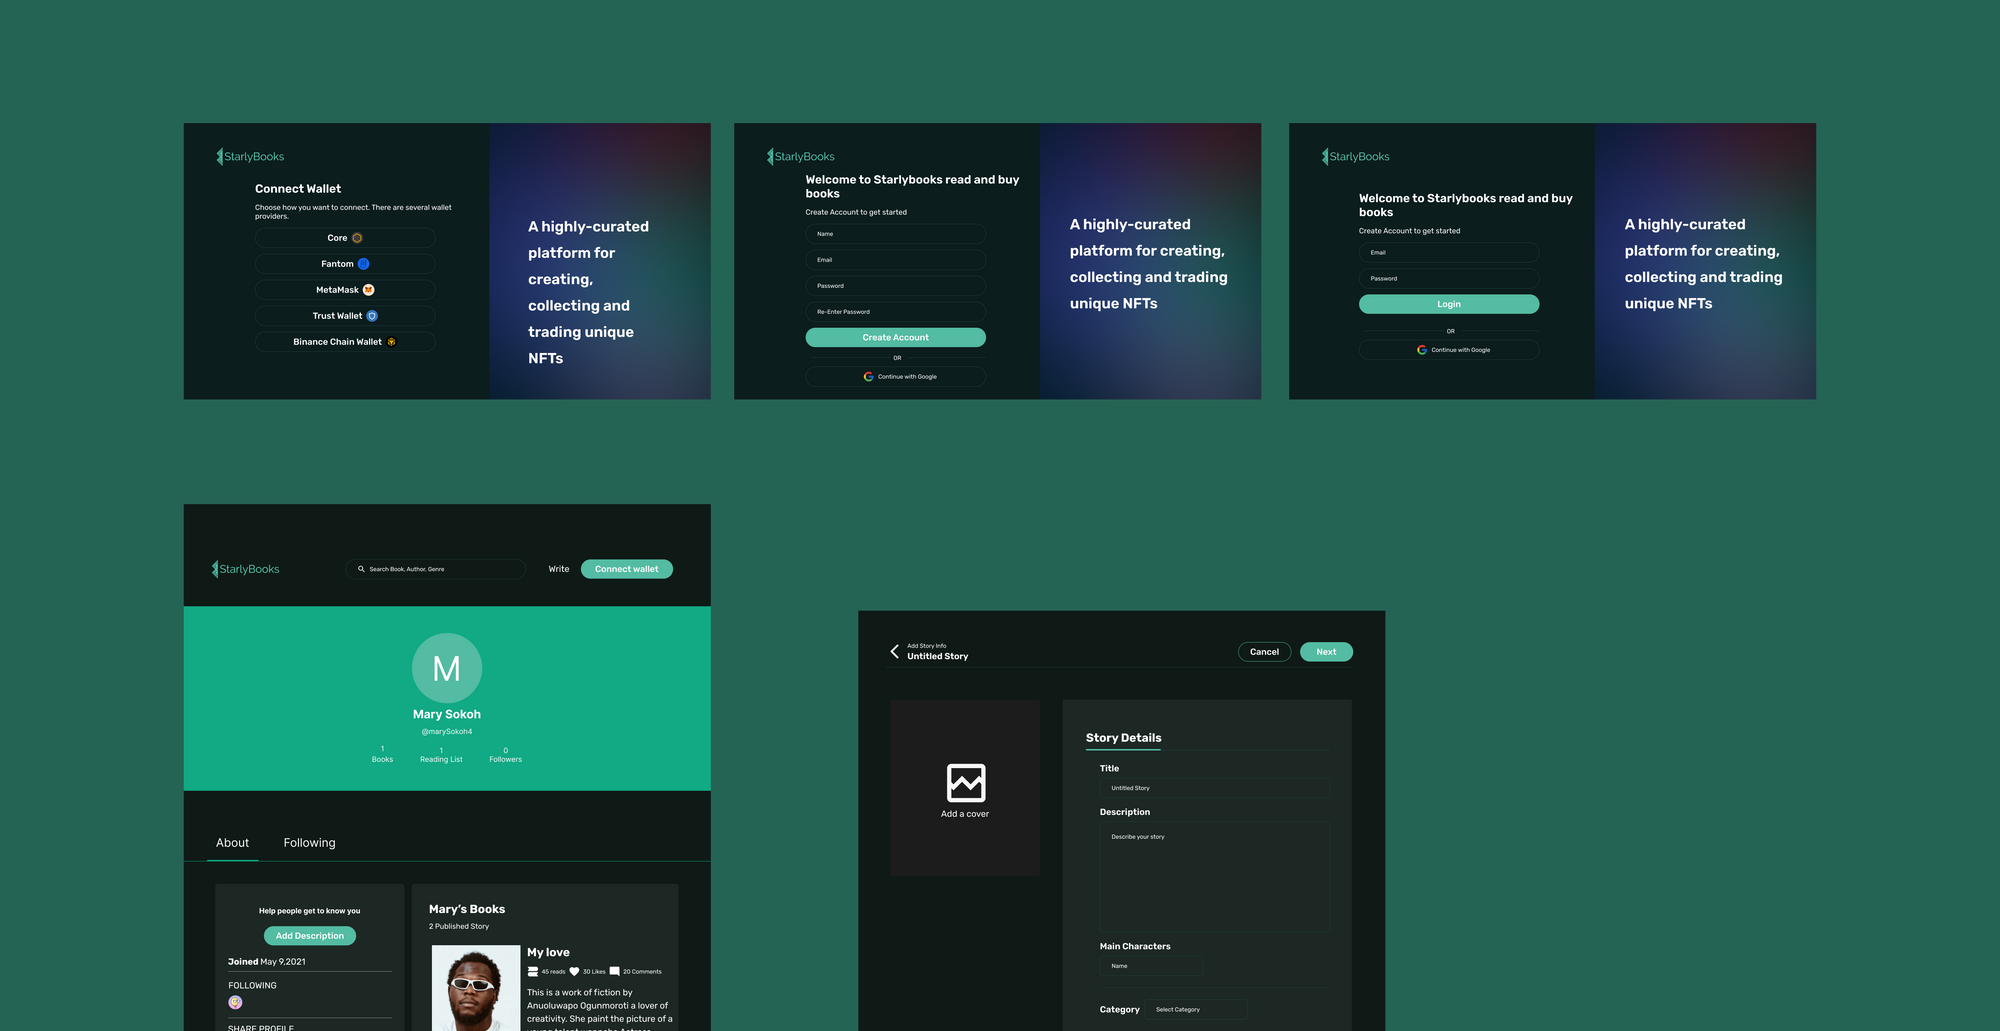 StarlyBooks
Connect Wallet
Choose how you want to connect. There are several wallet
providers.
Core
Fantom
MetaMask
Trust Wallet
Binance Chain Wallet
A highly-curated
platform for
creating,
collecting and
trading unique
NFTs
StarlyBooks
Welcome to Starlybooks read and buy
books
Create Account to get started
Name
Email
Password
Re-Enter Password
Create Account
OR
Continue with Google
A highly-curated
platform for creating,
collecting and trading
unique NFTs
StarlyBooks
Welcome to Starlybooks read and buy
books
Create Account to get started
Email
Password
Login
OR
Continue with Google
A highly-curated
platform for creating,
collecting and trading
unique NFTs
StarlyBooks
Search Book, Author, Genre
Write
Connect wallet
M
Mary Sokoh
@marySokoh4
1 1 0
Books Reading List Followers
About Following
Help people get to know you
Add Description
Joined May 9,2021
FOLLOWING
SHARE PROFILE
Mary's Books
2 Published Story
My love
45 reads 30 Likes 20 Comments
This is a work of fiction by
Anuoluwapo Ogunmoroti a lover of
creativity. She paint the picture of a
Add Story Info
Untitled Story
Cancel
Next
Add a cover
Story Details
Title
Untitled Story
Description
Describe your story
Main Characters
Name
Category Select Category